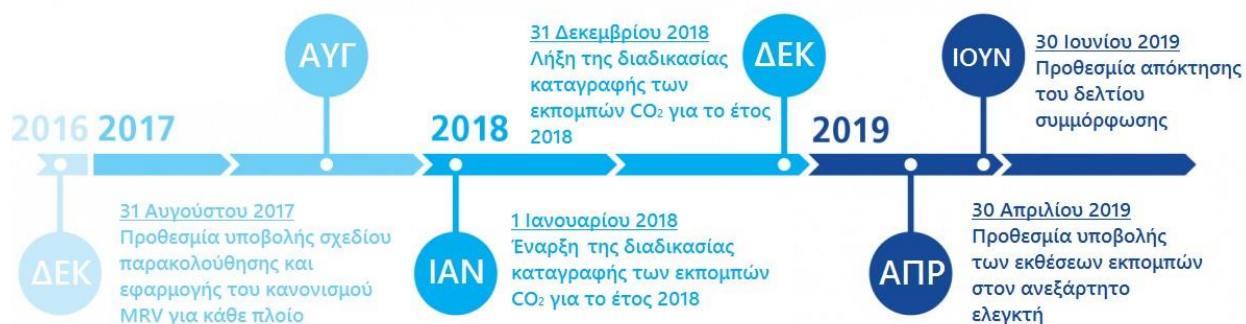 2016
ΔΕΚ
2017
ΑΥΓ
31 Αυγούστου 2017
Προθεσμία υποβολής σχεδίου
παρακολούθησης και
εφαρμογής του κανονισμού
MRV για κάθε πλοίο
2018
ΙΑΝ
1 Ιανουαρίου 2018
Έναρξη της διαδικασίας
καταγραφής των εκπομπών
CO₂ για το έτος 2018
31 Δεκεμβρίου 2018
Λήξη της διαδικασίας
καταγραφής των
εκπομπών CO₂ για το έτος
2018
ΔΕΚ
2019
ΑΠΡ
30 Απριλίου 2019
Προθεσμία υποβολής
των εκθέσεων εκπομπών
στον ανεξάρτητο
ελεγκτή
ΙΟΥΝ
30 Ιουνίου 2019
Προθεσμία απόκτησης
του δελτίου
συμμόρφωσης